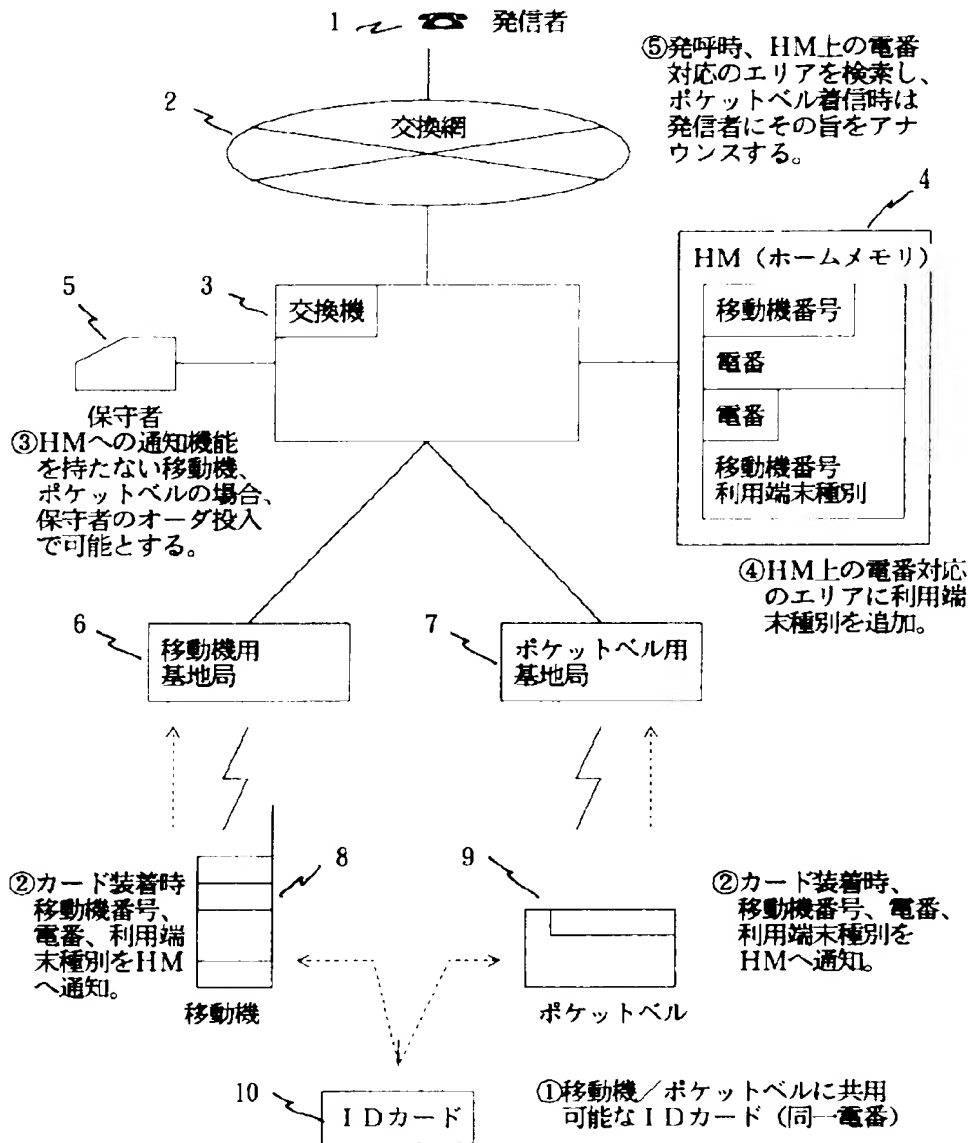 1
発信者
⑤発呼時、HM上の電番
対応のエリアを検索し、
ポケットベル着信時は
発信者にその旨をアナ
ウンスする。
2
交換網
4
HM(ホームメモリ)
移動機番号
電番
電番
移動機番号
利用端末種別
3
交換機
5
保守者
③HMへの通知機能
を持たない移動機、
ポケットベルの場合、
保守者のオーダ投入
で可能とする。
④HM上の電番対応
のエリアに利用端
末種別を追加。
6
移動機用
基地局
7
ポケットベル用
基地局
8
9
②カード装着時
移動機番号、
電番、利用端
末種別をHM
へ通知。
移動機
ポケットベル
②カード装着時、
移動機番号、電番、
利用端末種別を
HMへ通知。
10
IDカード
①移動機/ポケットベルに共用
可能なIDカード(同一電番)